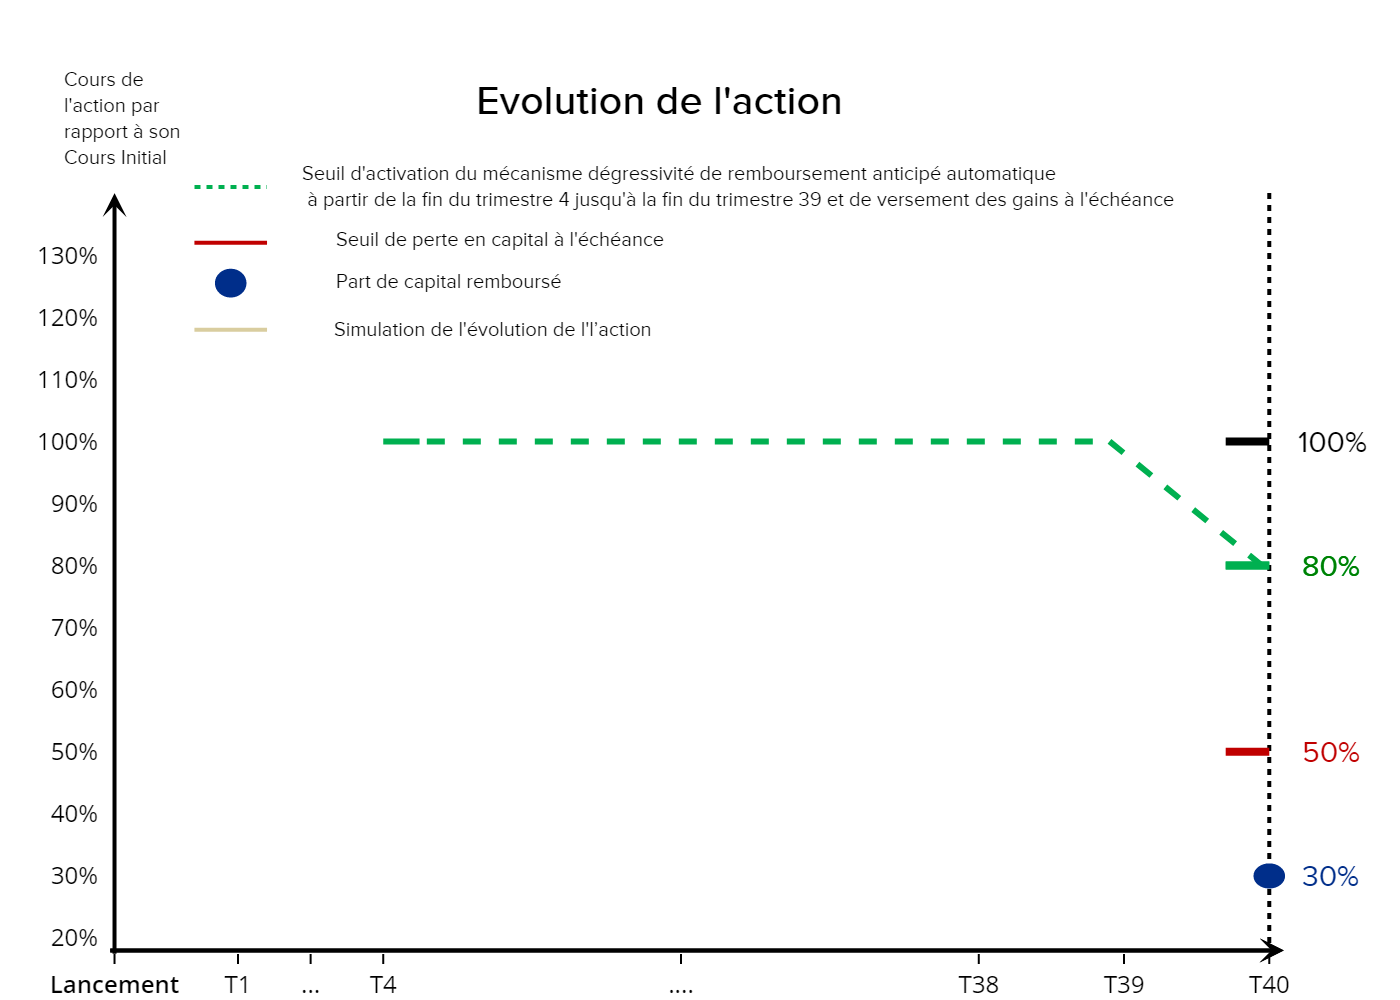 Cours de
l'action par
rapport à son
Cours Initial
Evolution de l'action
Seuil d'activation du mécanisme dégressivité de remboursement anticipé automatique
à partir de la fin du trimestre 4 jusqu'à la fin du trimestre 39 et de versement des gains à l'échéance
Seuil de perte en capital à l'échéance
Part de capital remboursé
Simulation de l'évolution de l'l’action
130%
120%
110%
100%
90%
80%
70%
60%
50%
40%
30%
20%
100%
80%
50%
30%
Lancement T1 ... T4 .... T38 T39 T40